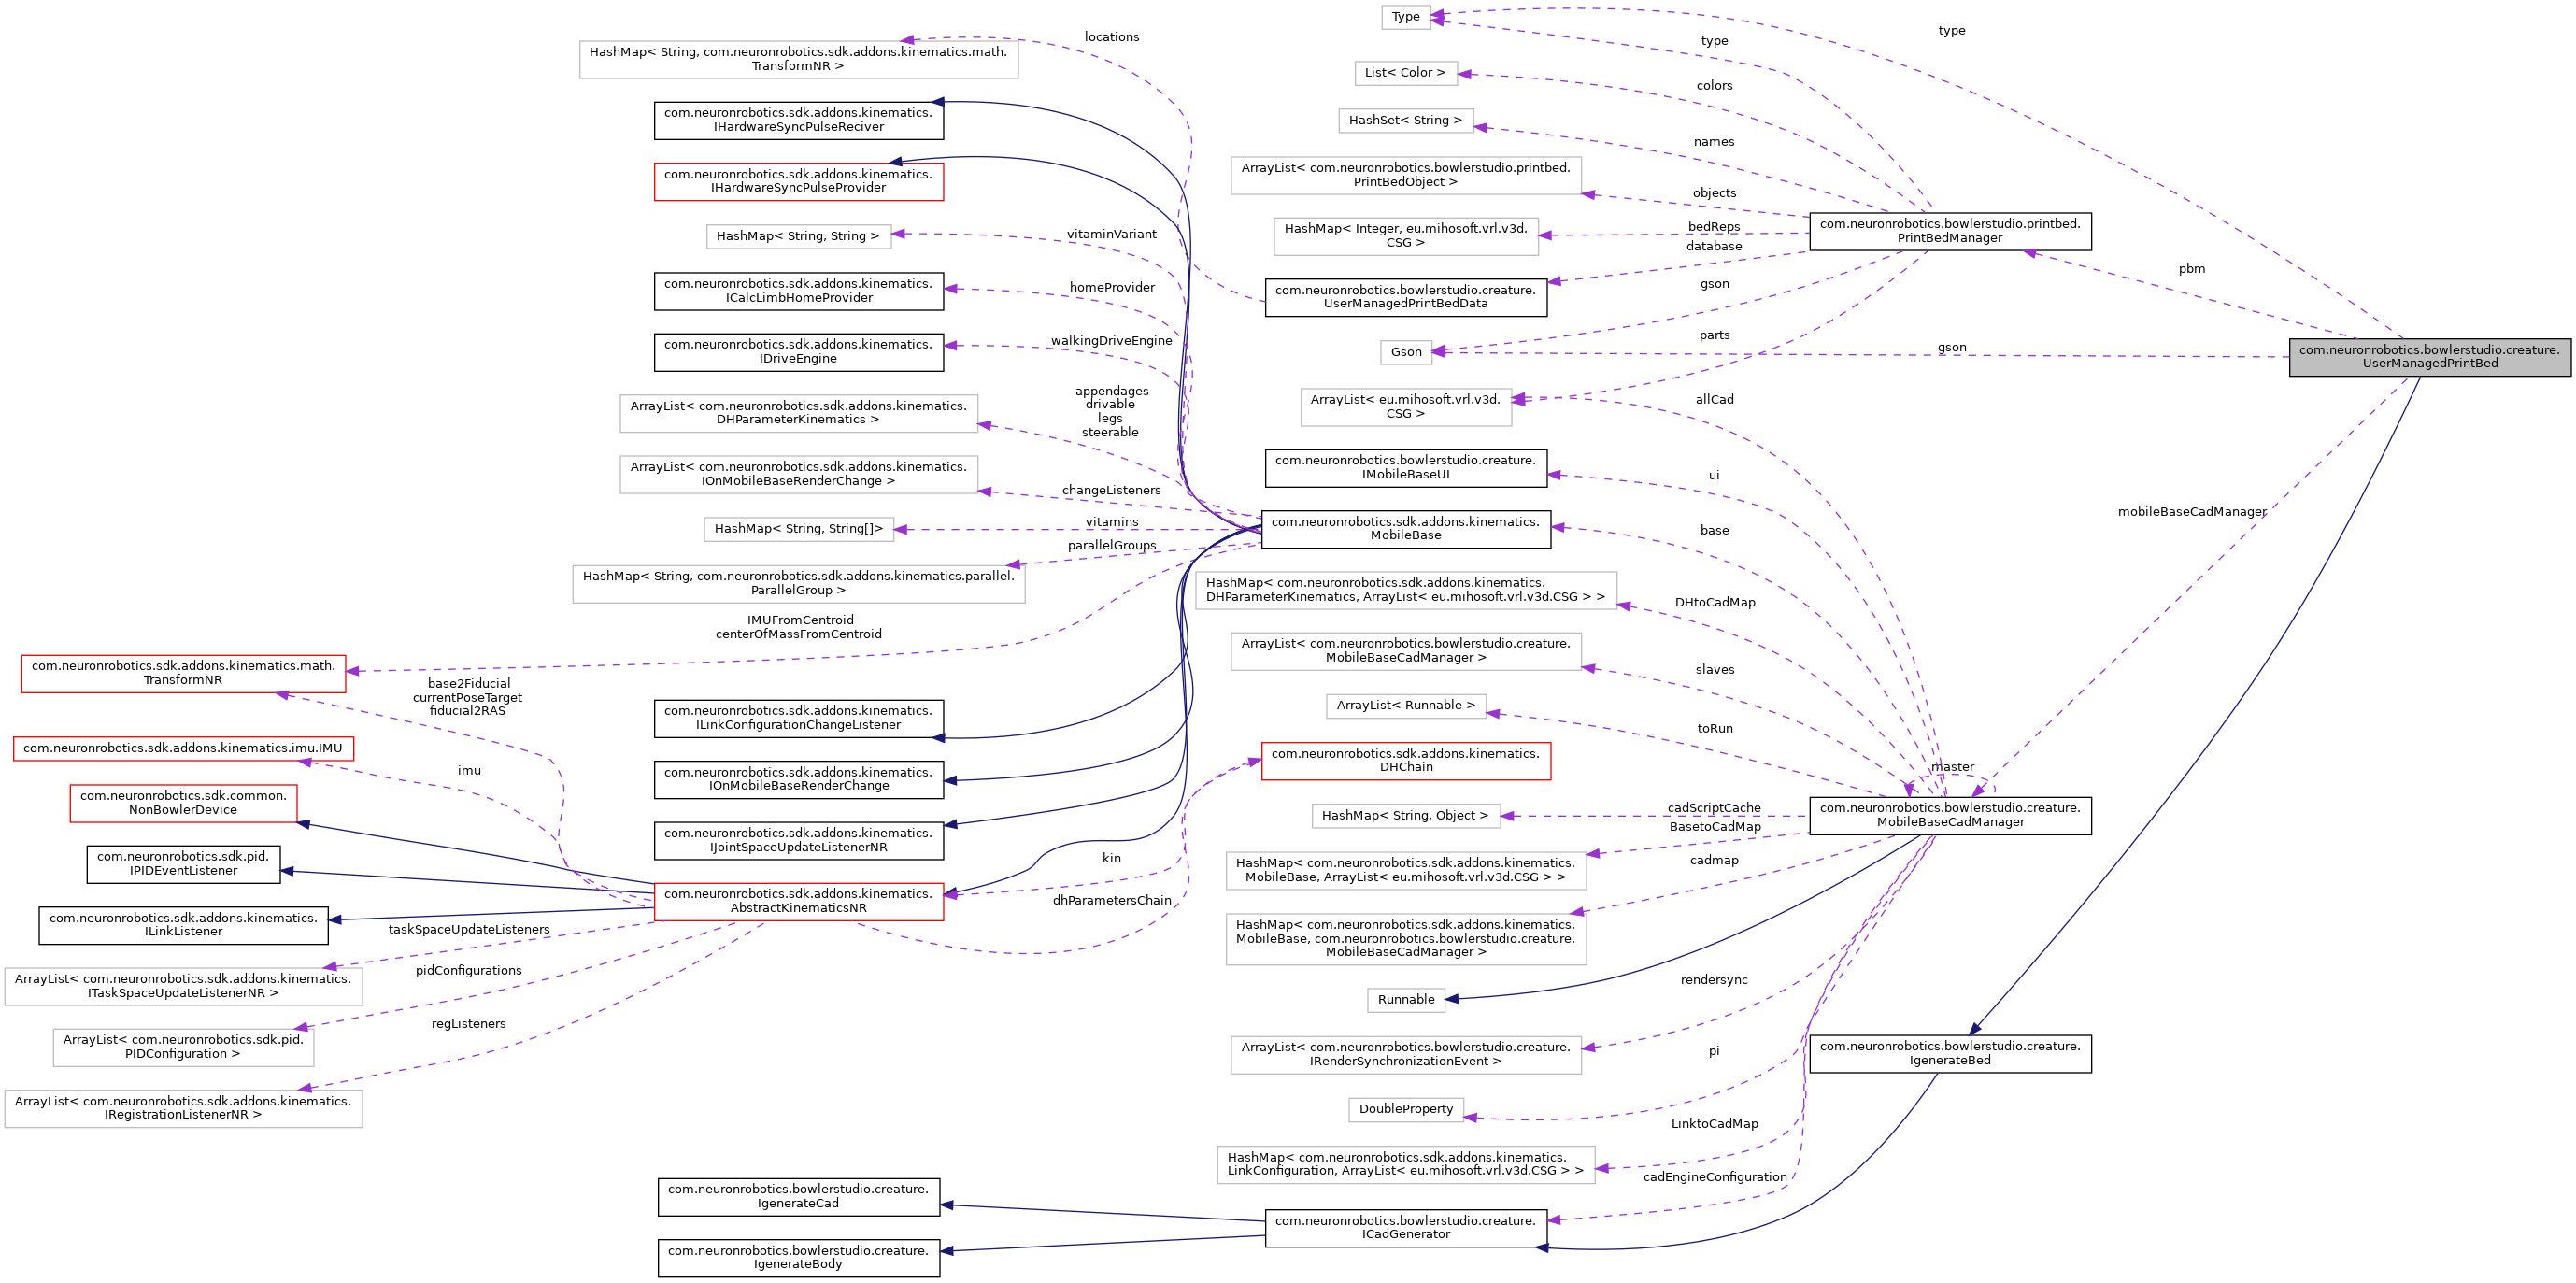 locations
HashMap< String, com.neuronrobotics.sdk.addons.kinematics.math.
TransformNR >
com.neuronrobotics.sdk.addons.kinematics.
IHardwareSyncPulseReciver
com.neuronrobotics.sdk.addons.kinematics.
IHardwareSyncPulseProvider
vitaminVariant
HashMap< String, String >
homeProvider
com.neuronrobotics.sdk.addons.kinematics.
ICalcLimbHomeProvider
walkingDriveEngine
com.neuronrobotics.sdk.addons.kinematics.
IDriveEngine
appendages
drivable
legs
steerable
ArrayList< com.neuronrobotics.sdk.addons.kinematics.
DHParameterKinematics >
ArrayList< com.neuronrobotics.sdk.addons.kinematics.
IOnMobileBaseRenderChange >
changeListeners
vitamins
HashMap< String, String[]>
parallelGroups
HashMap< String, com.neuronrobotics.sdk.addons.kinematics.parallel.
ParallelGroup >
IMUFromCentroid
centerOfMassFromCentroid
com.neuronrobotics.sdk.addons.kinematics.math.
TransformNR
base2Fiducial
currentPoseTarget
fiducial2RAS
com.neuronrobotics.sdk.addons.kinematics.imu.IMU
imu
com.neuronrobotics.sdk.common.
NonBowlerDevice
com.neuronrobotics.sdk.pid.
IPIDEventListener
com.neuronrobotics.sdk.addons.kinematics.
ILinkListener
taskSpaceUpdateListeners
ArrayList< com.neuronrobotics.sdk.addons.kinematics.
ITaskSpaceUpdateListenerNR >
pidConfigurations
ArrayList< com.neuronrobotics.sdk.pid.
PIDConfiguration >
regListeners
ArrayList< com.neuronrobotics.sdk.addons.kinematics.
IRegistrationListenerNR >
com.neuronrobotics.sdk.addons.kinematics.
ILinkConfigurationChangeListener
com.neuronrobotics.sdk.addons.kinematics.
IOnMobileBaseRenderChange
com.neuronrobotics.sdk.addons.kinematics.
IJointSpaceUpdateListenerNR
com.neuronrobotics.sdk.addons.kinematics.
AbstractKinematicsNR
kin
dhParametersChain
com.neuronrobotics.bowlerstudio.creature.
IgenerateCad
com.neuronrobotics.bowlerstudio.creature.
IgenerateBody
Type
type
type
List< Color >
colors
HashSet< String >
names
ArrayList< com.neuronrobotics.bowlerstudio.printbed.
PrintBedObject >
objects
HashMap< Integer, eu.mihosoft.vrl.v3d.
CSG >
bedReps
database
com.neuronrobotics.bowlerstudio.creature.
UserManagedPrintBedData
gson
Gson
parts
ArrayList< eu.mihosoft.vrl.v3d.
CSG >
allCad
com.neuronrobotics.bowlerstudio.creature.
IMobileBaseUI
ui
com.neuronrobotics.sdk.addons.kinematics.
MobileBase
base
HashMap< com.neuronrobotics.sdk.addons.kinematics.
DHParameterKinematics, ArrayList< eu.mihosoft.vrl.v3d.CSG > >
DHtoCadMap
ArrayList< com.neuronrobotics.bowlerstudio.creature.
MobileBaseCadManager >
slaves
ArrayList< Runnable >
toRun
com.neuronrobotics.sdk.addons.kinematics.
DHChain
HashMap< String, Object >
cadScriptCache
BasetoCadMap
HashMap< com.neuronrobotics.sdk.addons.kinematics.
MobileBase, ArrayList< eu.mihosoft.vrl.v3d.CSG > >
cadmap
HashMap< com.neuronrobotics.sdk.addons.kinematics.
MobileBase, com.neuronrobotics.bowlerstudio.creature.
MobileBaseCadManager >
Runnable
rendersync
ArrayList< com.neuronrobotics.bowlerstudio.creature.
IRenderSynchronizationEvent >
pi
DoubleProperty
LinktoCadMap
HashMap< com.neuronrobotics.sdk.addons.kinematics.
LinkConfiguration, ArrayList< eu.mihosoft.vrl.v3d.CSG > >
cadEngineConfiguration
com.neuronrobotics.bowlerstudio.creature.
ICadGenerator
com.neuronrobotics.bowlerstudio.printbed.
PrintBedManager
pbm
gson
com.neuronrobotics.bowlerstudio.creature.
UserManagedPrintBed
mobileBaseCadManager
master
com.neuronrobotics.bowlerstudio.creature.
MobileBaseCadManager
com.neuronrobotics.bowlerstudio.creature.
IgenerateBed